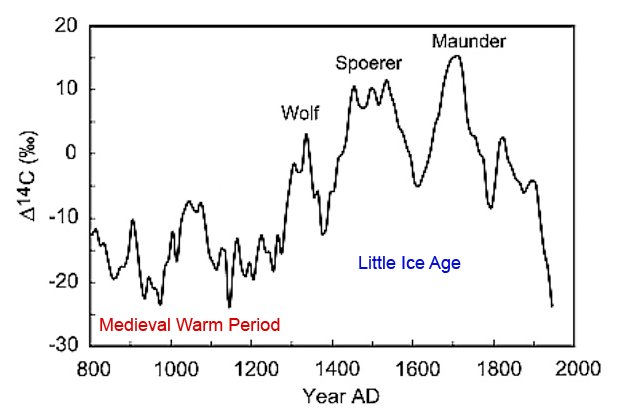 20
10
0
-10
-20
-30
Δ14C (‰)
Wolf
Spoerer
Maunder
Little Ice Age
Medieval Warm Period
800 1000 1200 1400 1600 1800 2000
Year AD